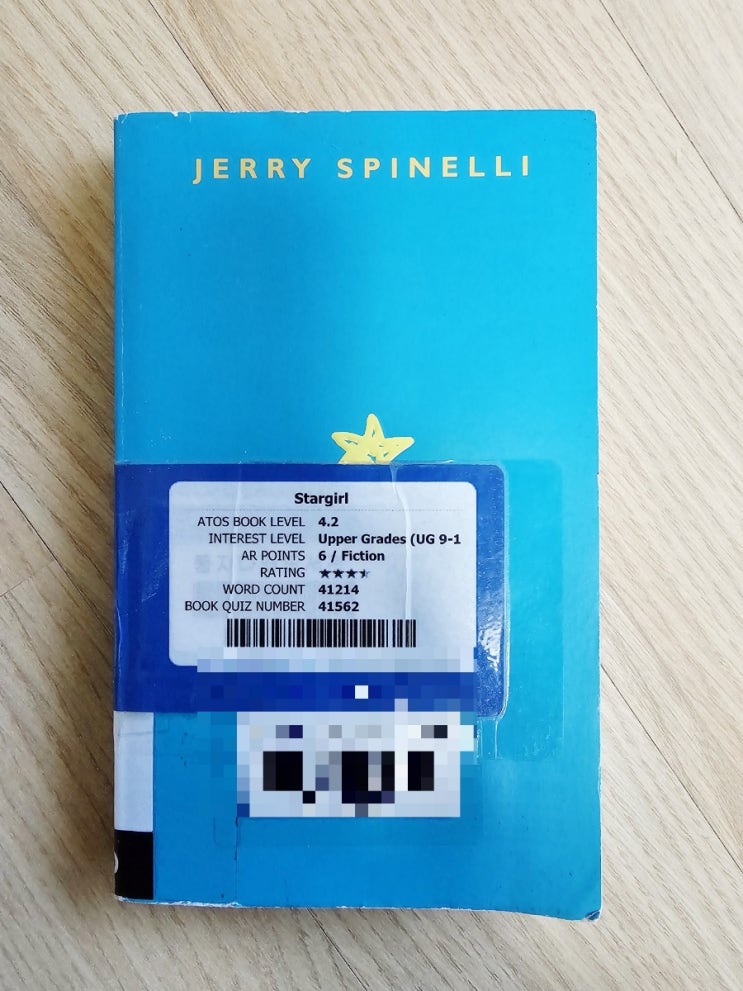 JERRY SPINELLI
Stargirl
ATOS BOOK LEVEL 4.2
INTEREST LEVEL Upper Grades (UG 9-1
AR POINTS 6 / Fiction
RATING ★★★⯨
WORD COUNT 41214
BOOK QUIZ NUMBER 41562